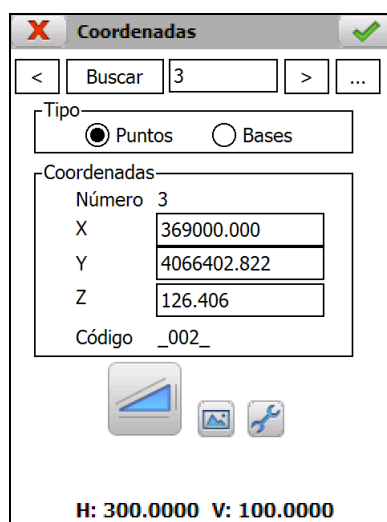 Coordenadas
< Buscar 3 > ...
Tipo
Puntos Bases
Coordenadas
Número 3
X 369000.000
Y 4066402.822
Z 126.406
Código _002_
H: 300.0000 V: 100.0000